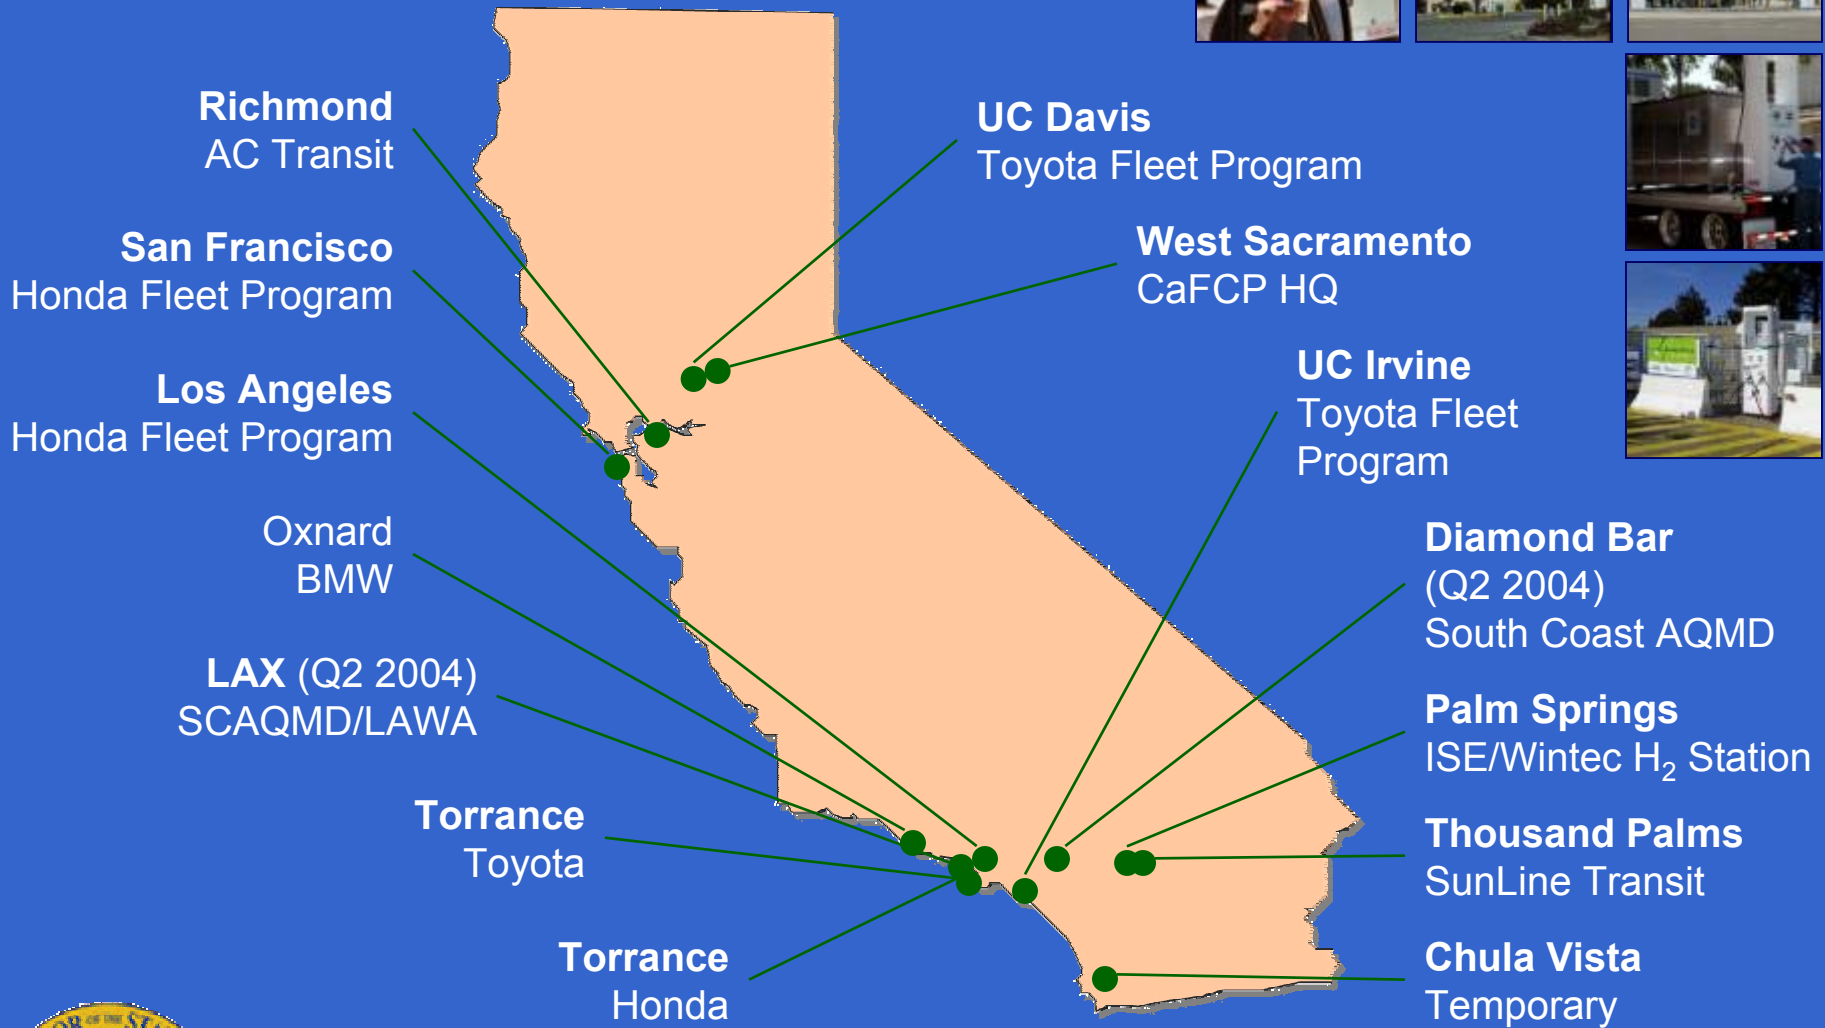 Richmond
AC Transit
San Francisco
Honda Fleet Program
Los Angeles
Honda Fleet Program
Oxnard
BMW
LAX (Q2 2004)
SCAQMD/LAWA
Torrance
Toyota
Torrance
Honda
UC Davis
Toyota Fleet Program
West Sacramento
CaFCP HQ
UC Irvine
Toyota Fleet
Program
Diamond Bar
(Q2 2004)
South Coast AQMD
Palm Springs
ISE/Wintec H₂ Station
Thousand Palms
SunLine Transit
Chula Vista
Temporary
OF THE